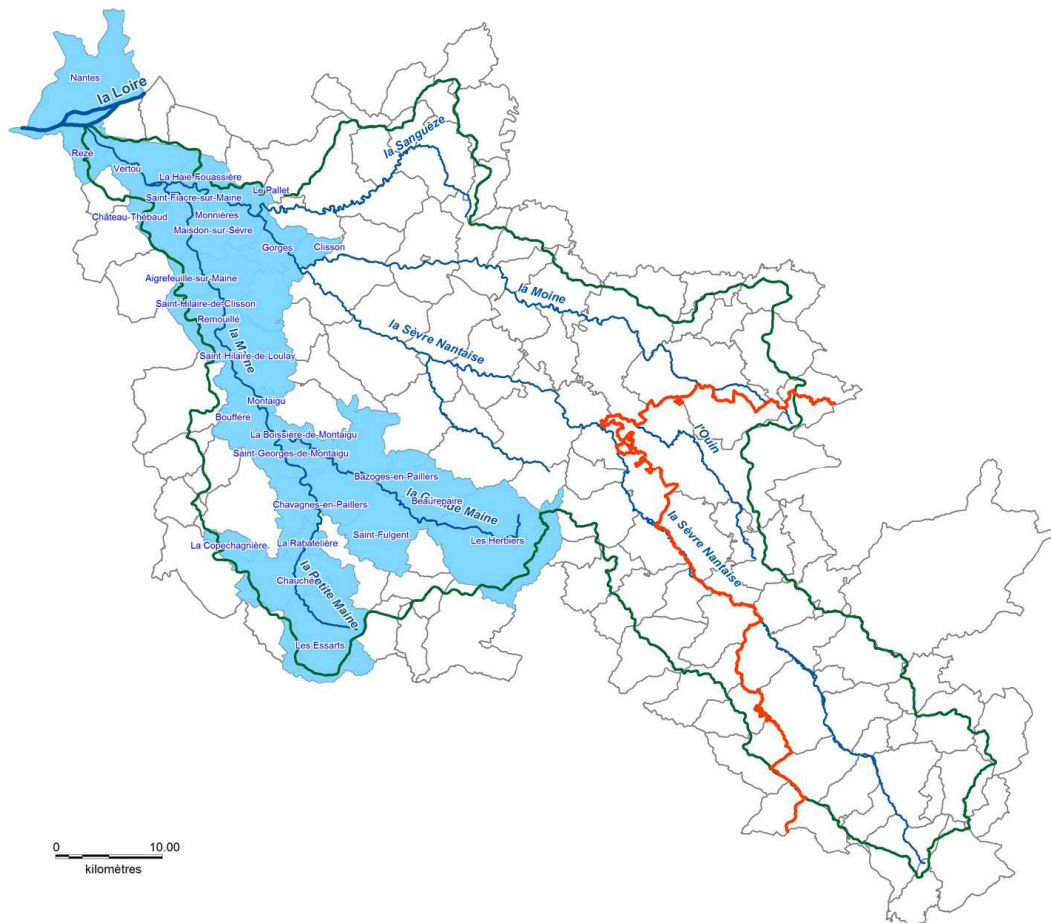 Nantes
la Loire
la Sanguèze
Rezé
Vertou
La Haie-Fouassière
Le Pallet
Saint-Fiacre-sur-Maine
Château-Thébaud
Monnières
Maisdon-sur-Sèvre
Gorges
Clisson
Aigrefeuille-sur-Maine
la Moine
Saint-Hilaire-de-Clisson
Remouillé
la Maine
la Sèvre Nantaise
Saint-Hilaire-de-Loulay
Montaigu
Boufféré
La Boissière-de-Montaigu
l'Ouin
Saint-Georges-de-Montaigu
Bazoges-en-Paillers
la Grande Maine
Beaurepaire
Chavagnes-en-Paillers
Saint-Fulgent
Les Herbiers
la Sèvre Nantaise
La Copechagnière
La Rabatelière
la Petite Maine
Chauché
Les Essarts
0 10.00
kilomètres